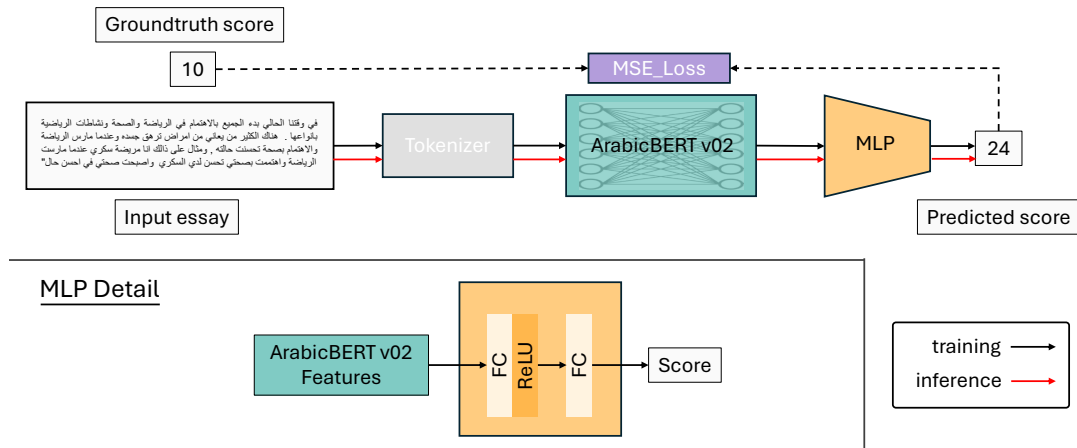 Groundtruth score
10
MSE_Loss
في وقتنا الحالي بدء الجميع بالاهتمام في الرياضة والصحة ونشاطات الرياضية
بانواعها . هناك الكثير من يعاني من امراض ترهق جسده وعندما مارس الرياضة
والاهتمام بصحة تحسنت حالته , ومثال على ذالك انا مريضة سكري عندما مارست
الرياضة واهتممت بصحتي تحسن لدي السكري واصبحت صحتي في احسن حال"
Tokenizer
ArabicBERT v02
MLP
24
Input essay
Predicted score
MLP Detail
ArabicBERT v02
Features
FC
ReLU
FC
Score
training
inference